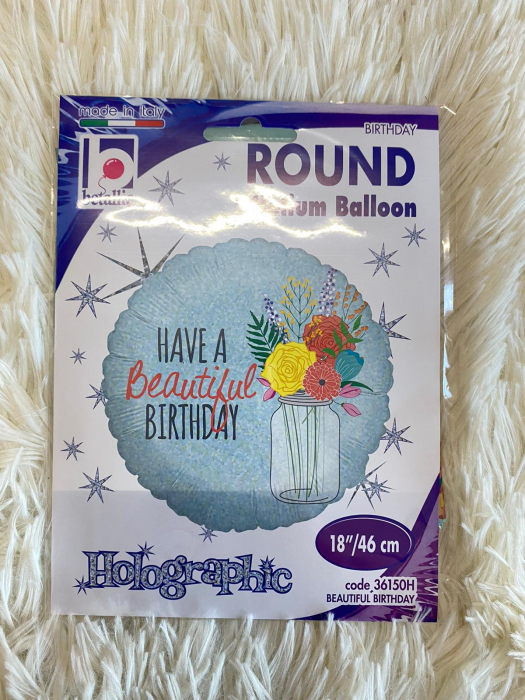 made in Italy
BIRTHDAY
b
ROUND
Balloon
HAVE A
Beautiful
BIRTHDAY
18"/46 cm
Holographic
code 36150H
BEAUTIFUL BIRTHDAY